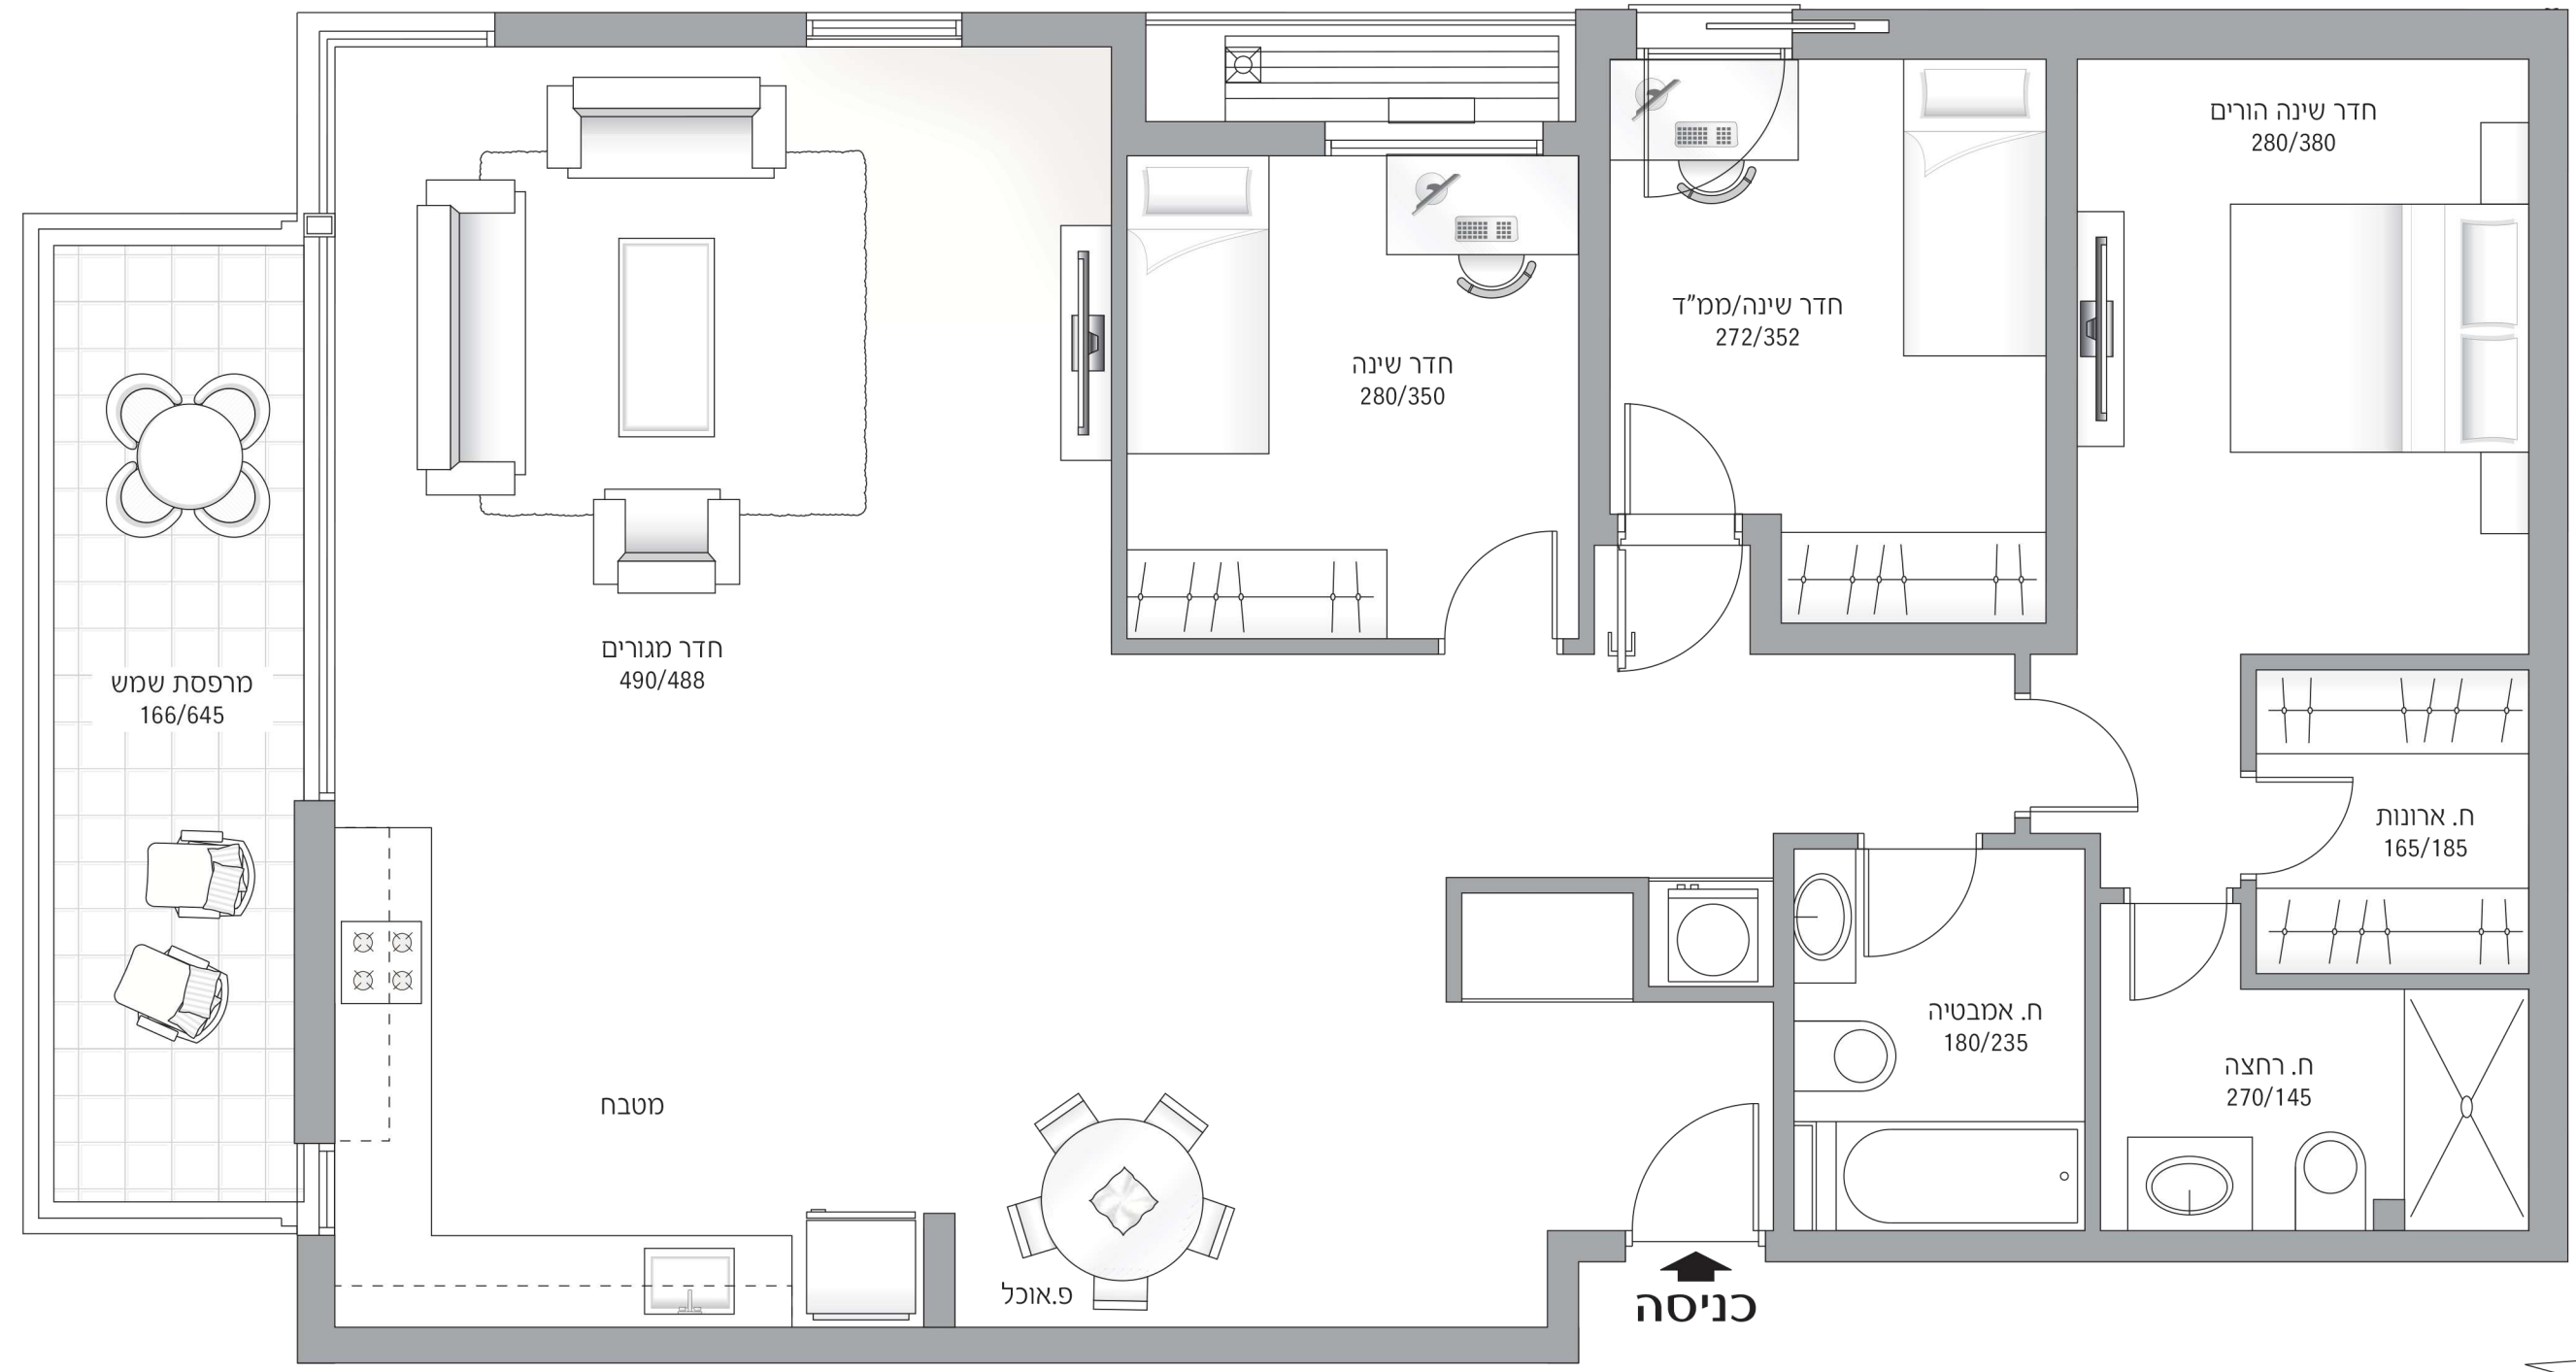 חדר שינה הורים
280/380
חדר שינה/ממ״ד
272/352
חדר שינה
280/350
חדר מגורים
490/488
מרפסת שמש
166/645
ח. ארונות
165/185
ח. אמבטיה
180/235
ח. רחצה
270/145
מטבח
פ.אוכל
כניסה